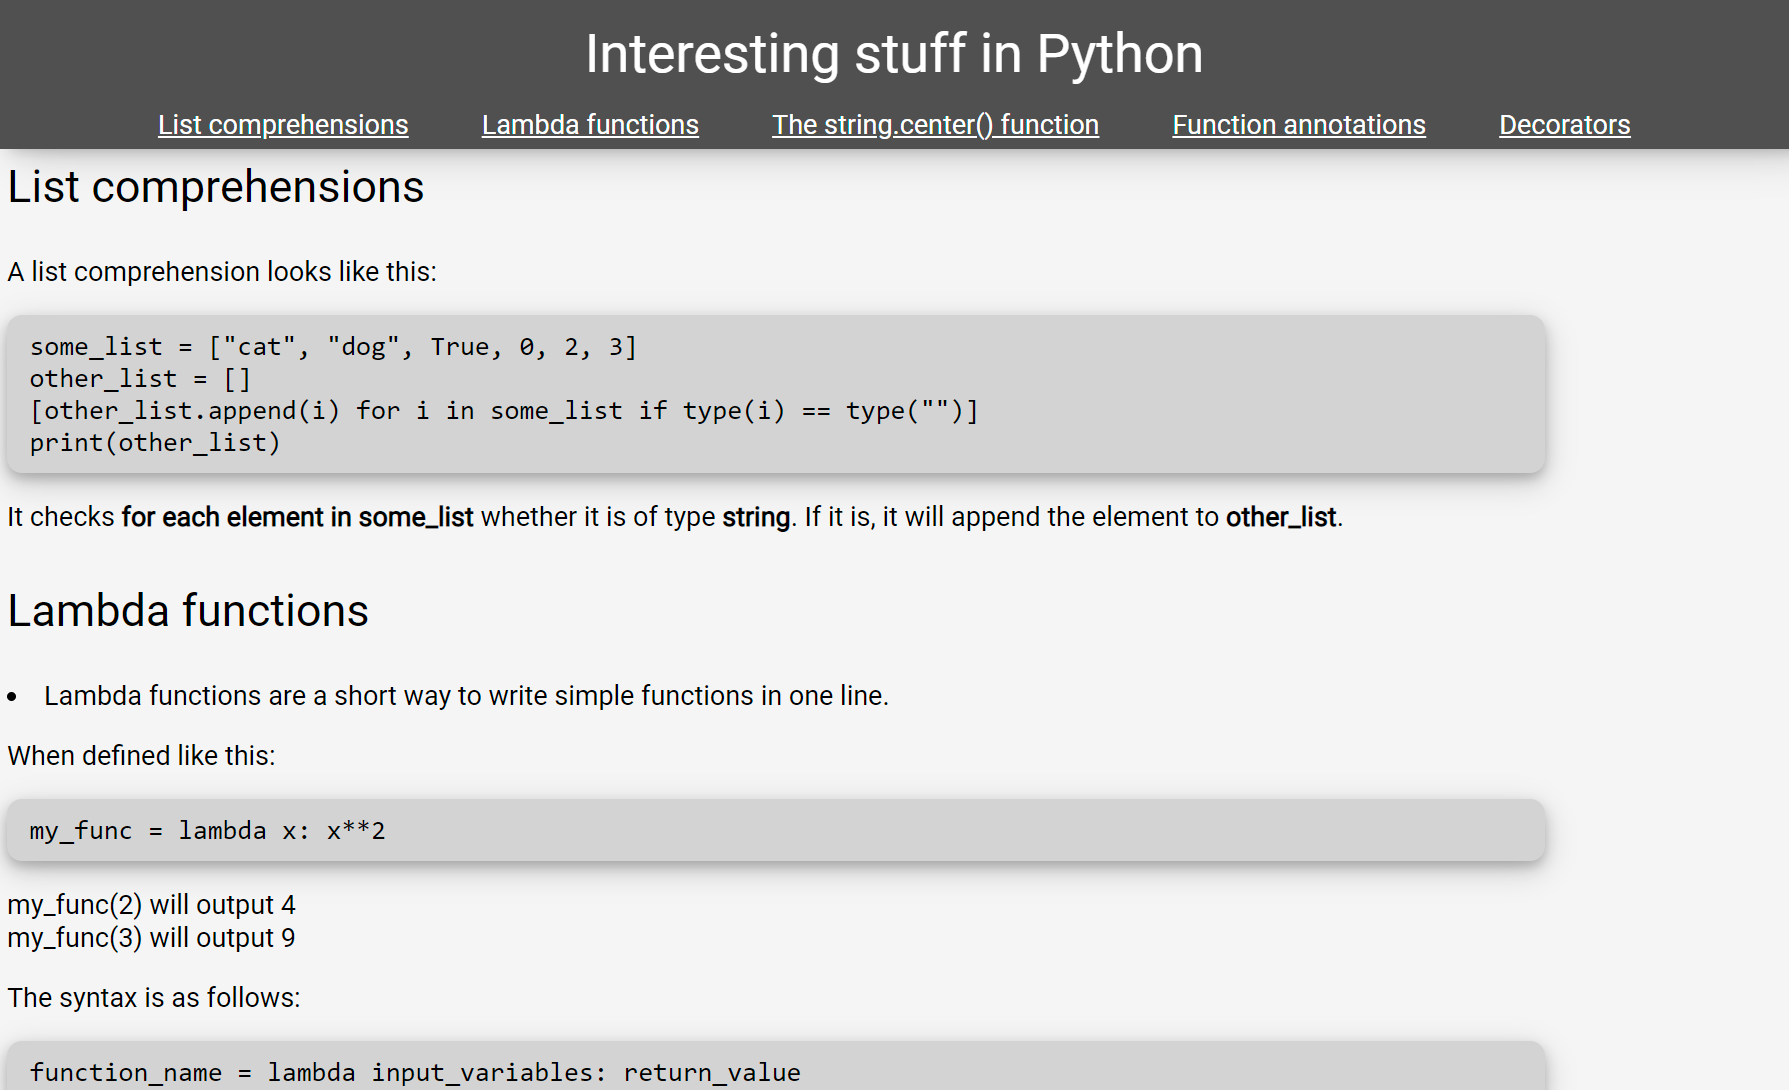 Interesting stuff in Python
List comprehensions Lambda functions The string.center() function Function annotations Decorators
List comprehensions
A list comprehension looks like this:
some_list = ["cat", "dog", True, 0, 2, 3]
other_list = []
[other_list.append(i) for i in some_list if type(i) == type("")]
print(other_list)
It checks for each element in some_list whether it is of type string. If it is, it will append the element to other_list.
Lambda functions
• Lambda functions are a short way to write simple functions in one line.
When defined like this:
my_func = lambda x: x**2
my_func(2) will output 4
my_func(3) will output 9
The syntax is as follows:
function_name = lambda input_variables: return_value